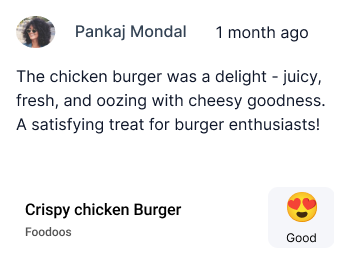 Pankaj Mondal 1 month ago
The chicken burger was a delight - juicy,
fresh, and oozing with cheesy goodness.
A satisfying treat for burger enthusiasts!
Crispy chicken Burger
Foodoos
Good